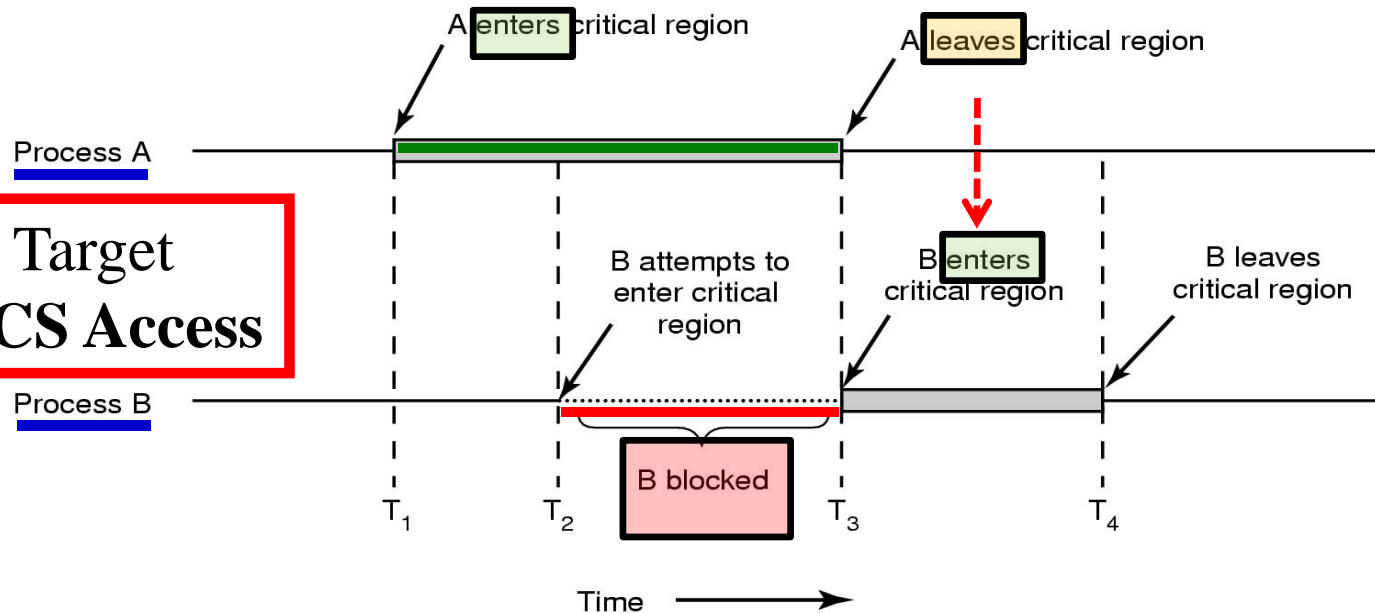 A enters critical region
A leaves critical region
Process A
Target
CS Access
B attempts to
enter critical
region
B enters
critical region
B leaves
critical region
Process B
B blocked
T1
T2
T3
T4
Time